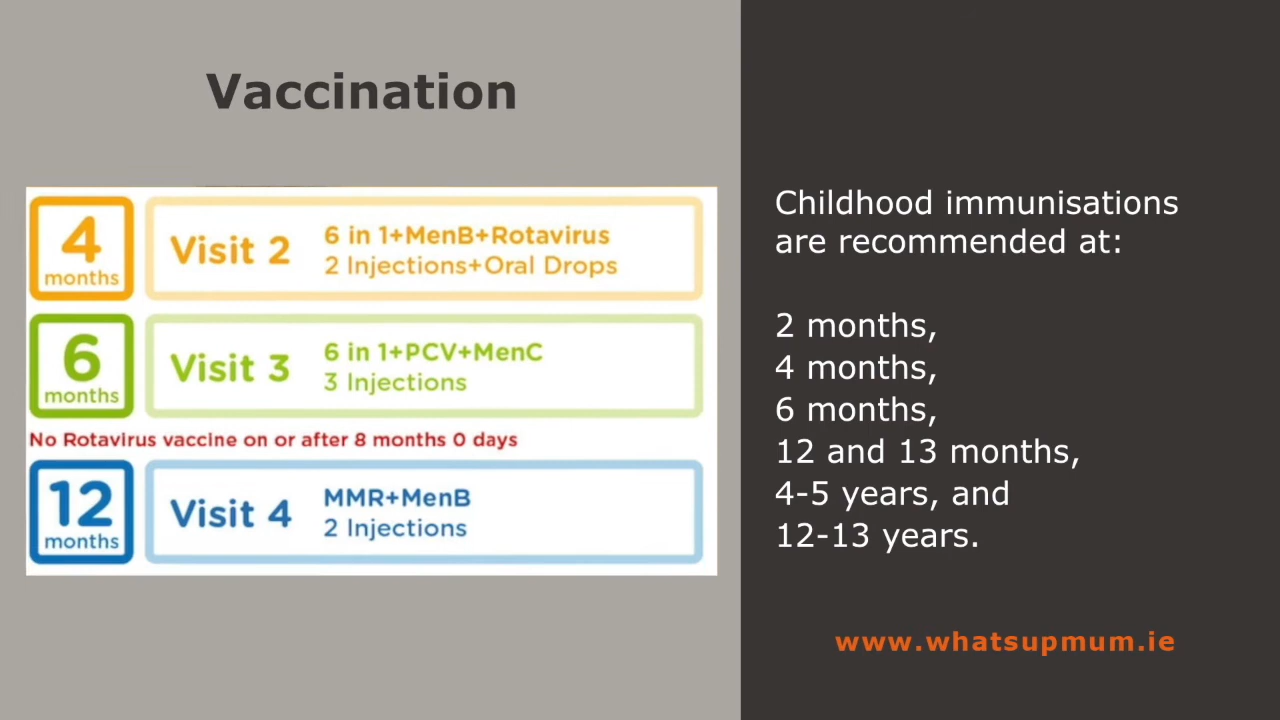 Vaccination
4
months
Visit 2
6 in 1+MenB+Rotavirus
2 Injections+Oral Drops
6
months
Visit 3
6 in 1+PCV+MenC
3 Injections
No Rotavirus vaccine on or after 8 months 0 days
12
months
Visit 4
MMR+MenB
2 Injections
Childhood immunisations
are recommended at:
2 months,
4 months,
6 months,
12 and 13 months,
4-5 years, and
12-13 years.
www.whatsupmum.ie